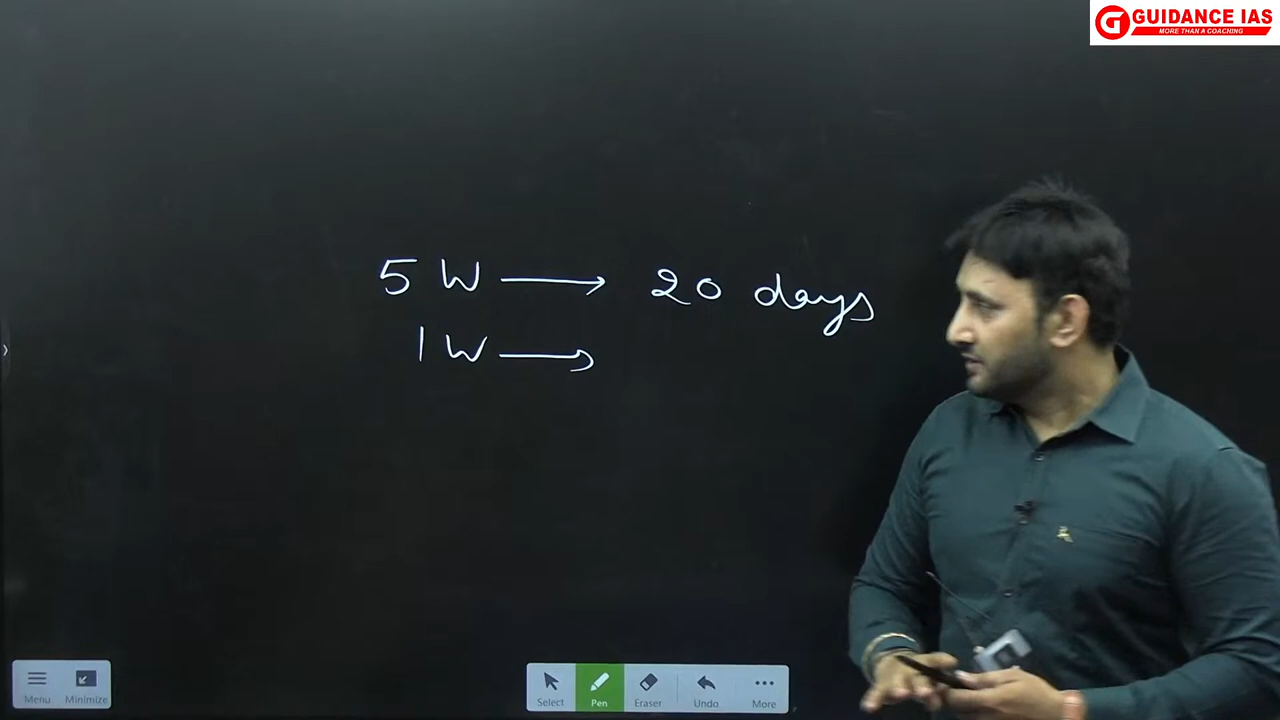 GUIDANCE IAS
MORE THAN A COACHING
5 W → 20 days
1 W →
Menu
Minimize
Select
Pen
Eraser
Undo
More